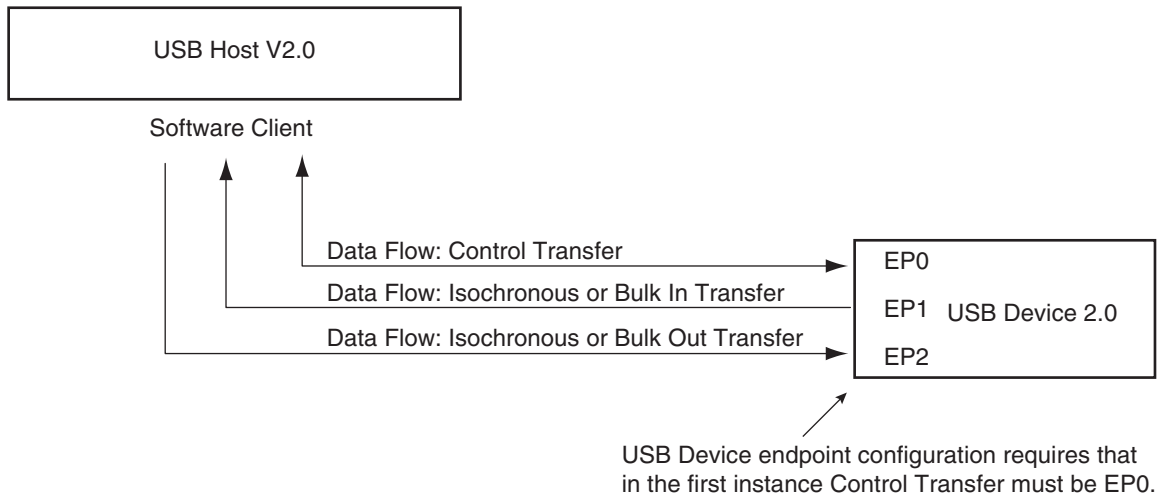 USB Host V2.0
Software Client
Data Flow: Control Transfer
Data Flow: Isochronous or Bulk In Transfer
Data Flow: Isochronous or Bulk Out Transfer
EP0
EP1
USB Device 2.0
EP2
USB Device endpoint configuration requires that
in the first instance Control Transfer must be EP0.